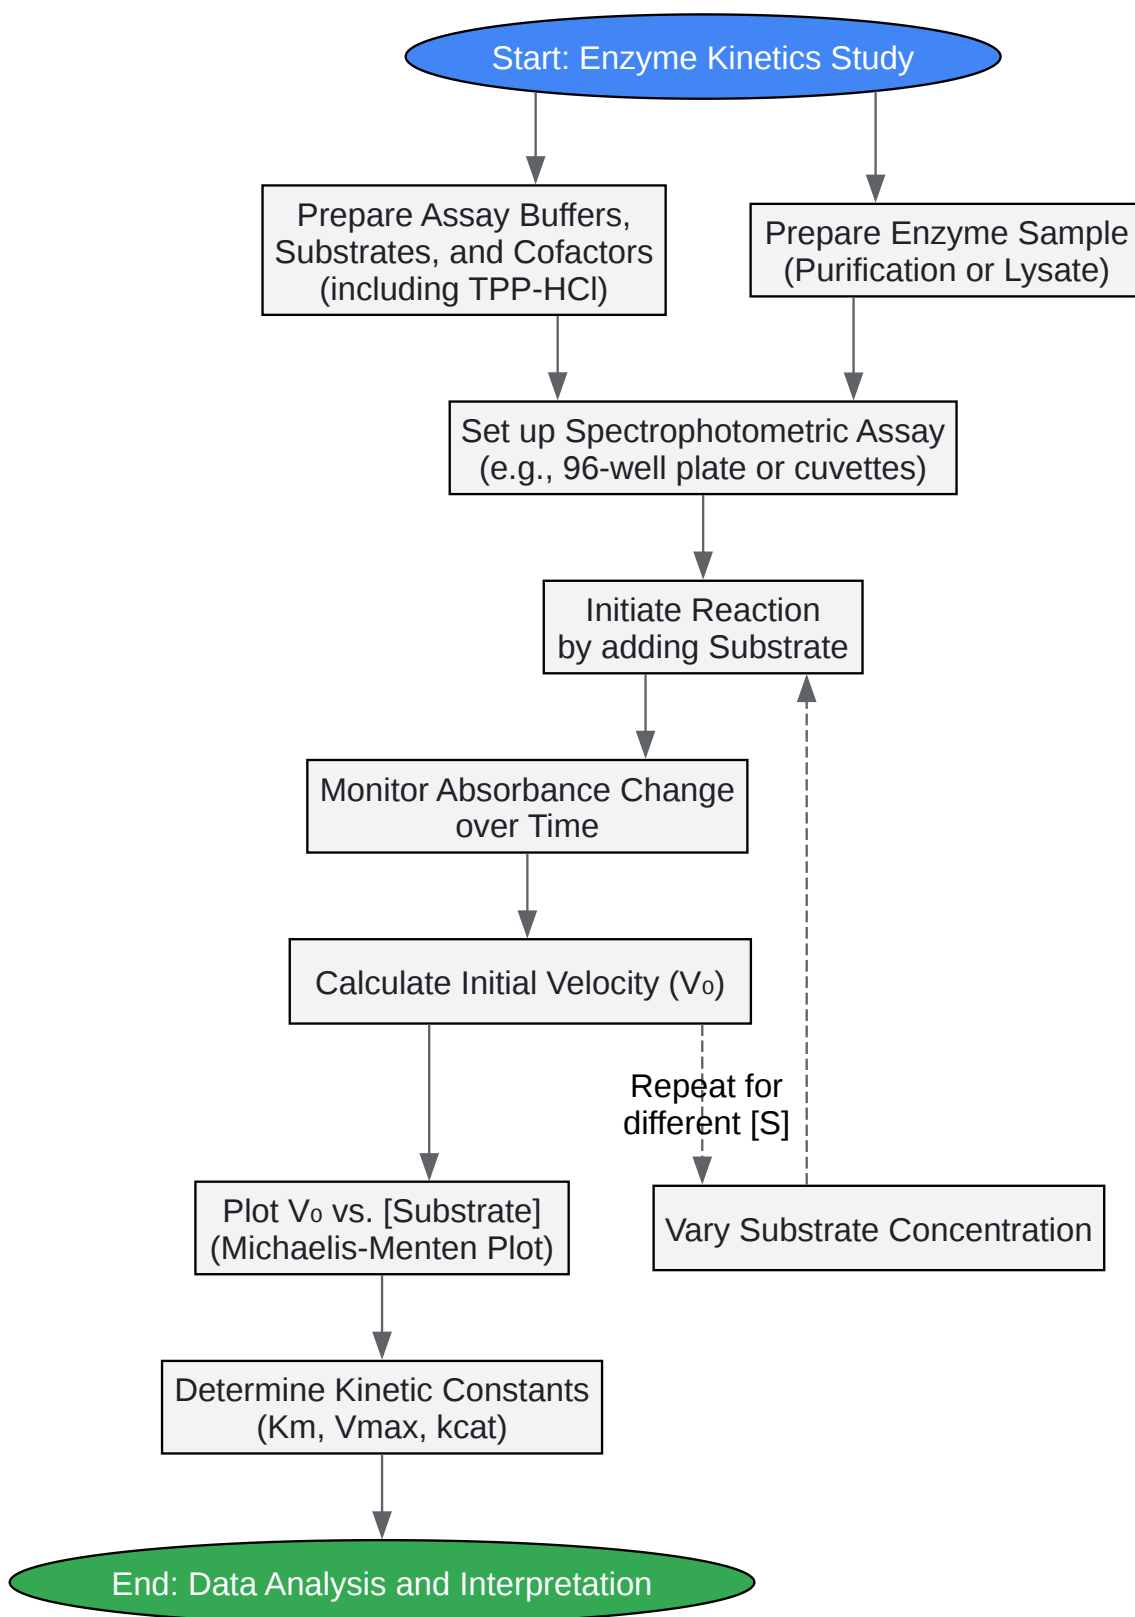 Start: Enzyme Kinetics Study
Prepare Assay Buffers,
Substrates, and Cofactors
(including TPP-HCl)
Prepare Enzyme Sample
(Purification or Lysate)
Set up Spectrophotometric Assay
(e.g., 96-well plate or cuvettes)
Initiate Reaction
by adding Substrate
Monitor Absorbance Change
over Time
Calculate Initial Velocity (V₀)
Repeat for
different [S]
Plot V₀ vs. [Substrate]
(Michaelis-Menten Plot)
Vary Substrate Concentration
Determine Kinetic Constants
(Km, Vmax, kcat)
End: Data Analysis and Interpretation